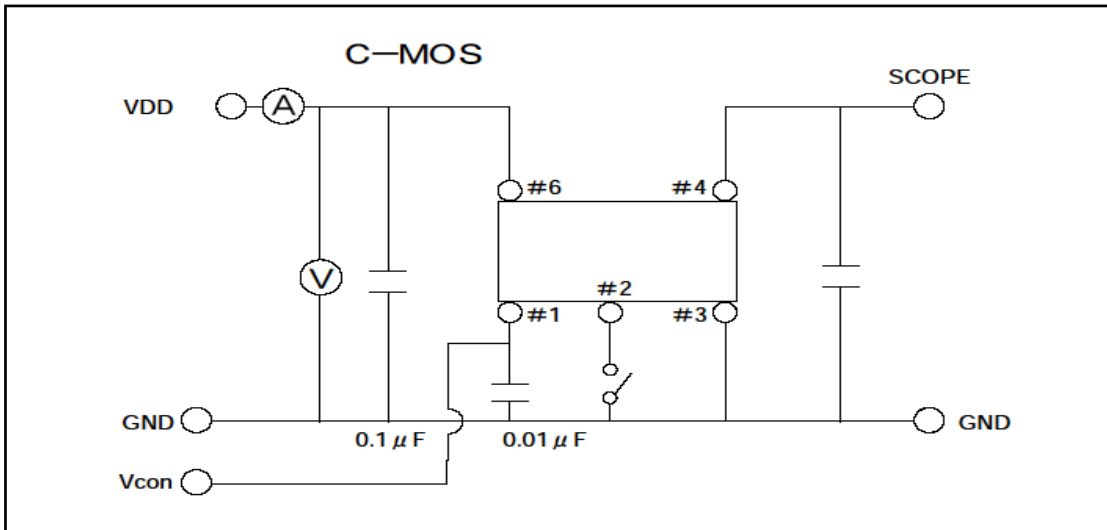 C-MOS
SCOPE
VDD
A
#6
#4
V
#2
#1
#3
GND
GND
0.1μF
0.01μF
Vcon